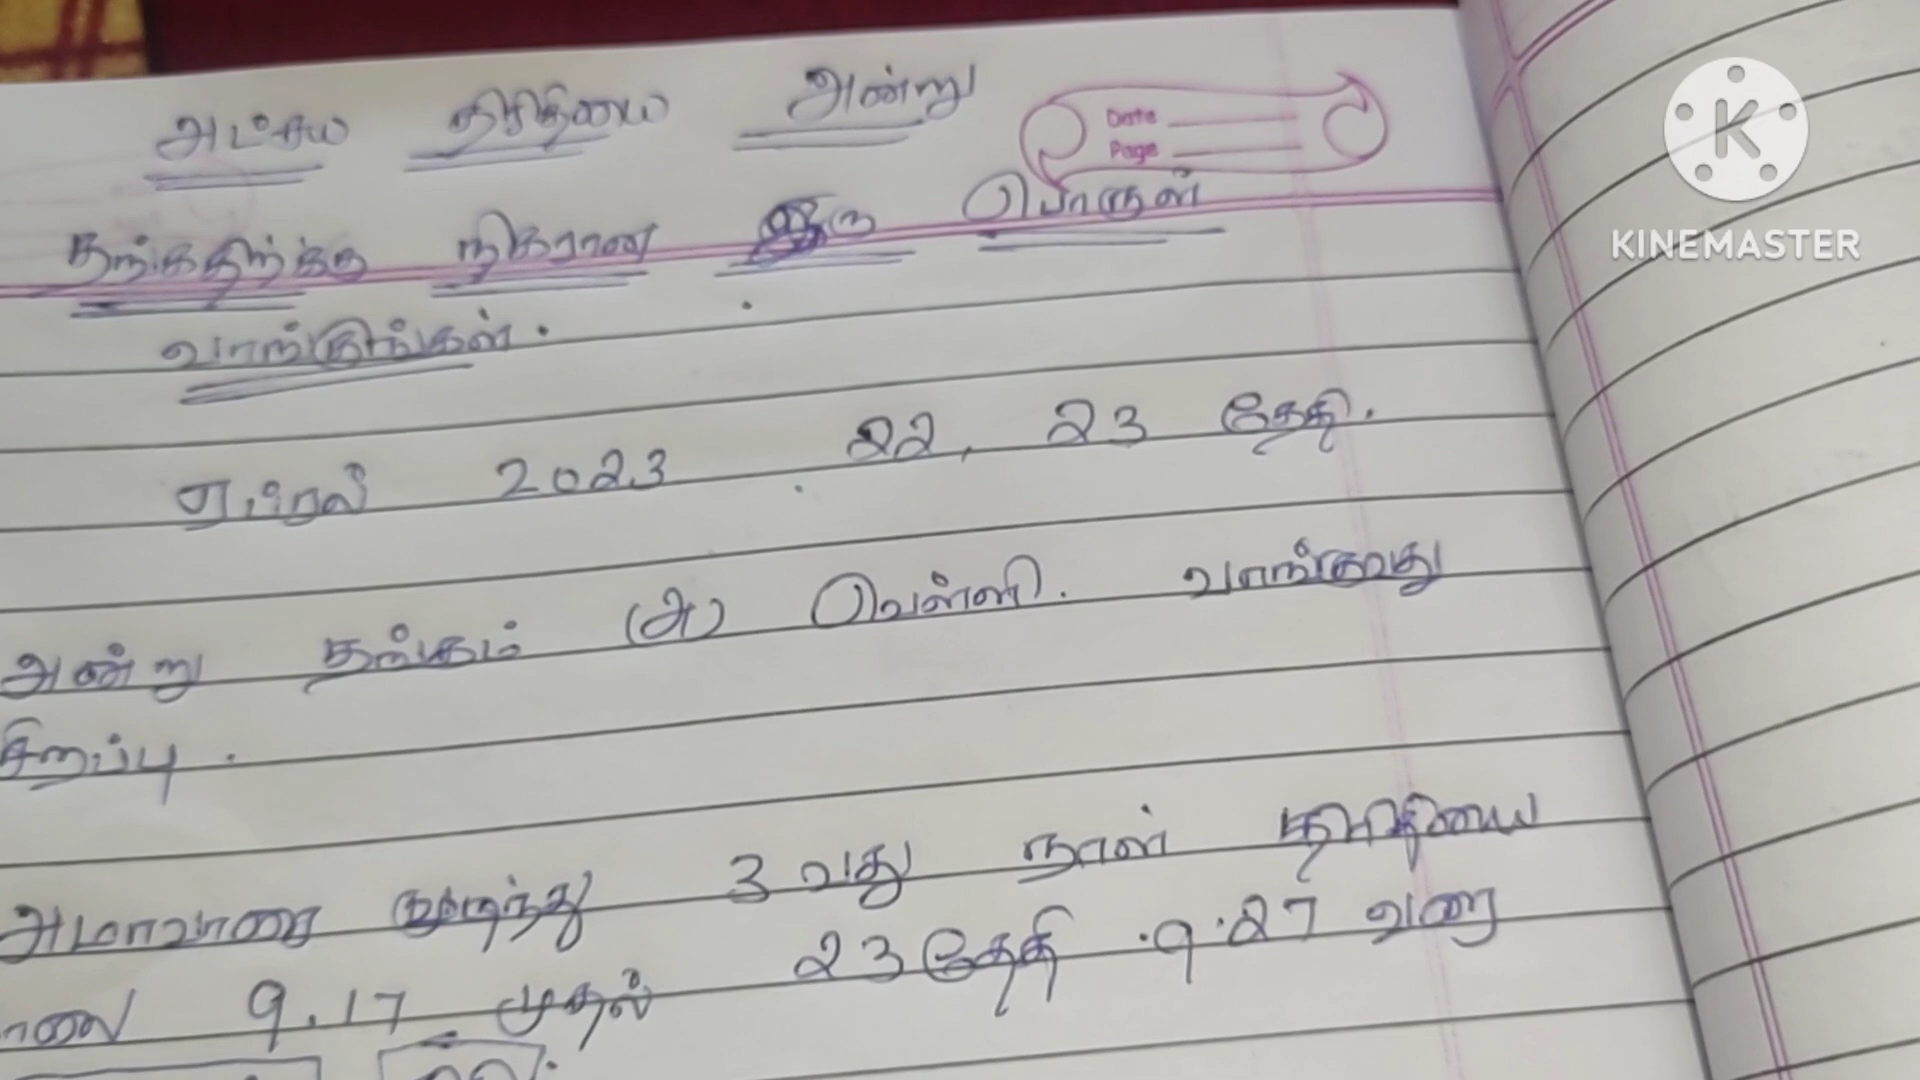 அட்சய திரிதியை அன்று
Date
Page
தங்கதிர்க்கு நிகரான இரு பொருள்
வாங்குங்கள்.
ஏப்ரல் 2023 22, 23 தேதி.
அன்று தங்கம் (அ) வெள்ளி. வாங்குவது
சிறப்பு.
அமாவாசை முடிந்து 3 வது நாள் திரிதியை
9.17 முதல் 23 தேதி 9.27 வரை
KINEMASTER